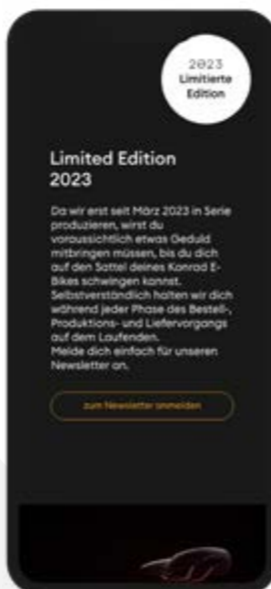 2023
Limitierte
Edition
Limited Edition
2023
Da wir erst seit März 2023 in Serie
produzieren, wirst du
voraussichtlich etwas Geduld
mitbringen müssen, bis du dich
auf den Sattel deines Konrad E-
Bikes schwingen kannst.
Selbstverständlich halten wir dich
während jeder Phase des Bestell-,
Produktions- und Liefervorgangs
auf dem Laufenden.
Melde dich einfach für unseren
Newsletter an.
zum Newsletter anmelden